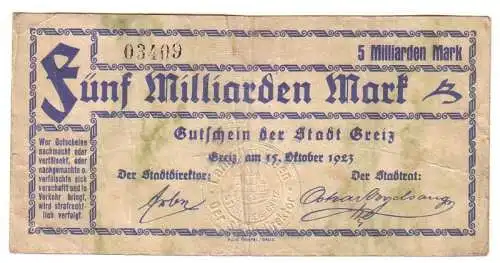 03409
5 Milliarden Mark
Fünf Milliarden Mark
Gutschein der Stadt Greiz
Greiz, am 15. Oktober 1923
Der Stadtdirektor:
Der Stadtrat:
Wer Gutscheine
nachmacht oder
verfälscht, oder
nachgemachte o.
verfälschte sich
verschafft und in
Verkehr bringt,
wird strafrecht-
lich verfolgt.